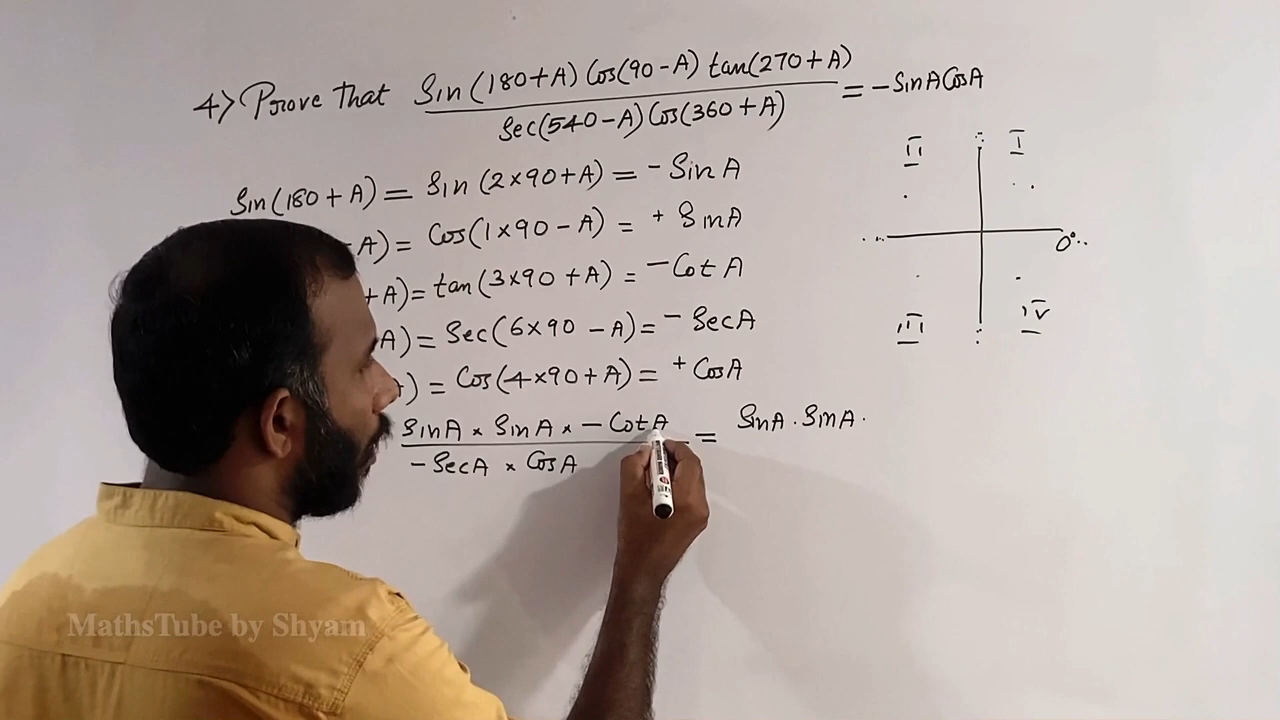 4> Prove that Sin(180+A) Cos(90-A) tan(270+A) = -SinACosA
Sec(540-A)Cos(360+A)
Sin(180+A) = Sin(2×90+A) = -SinA
A) = Cos(1×90-A) = +SinA
+A) = tan(3×90+A) = -CotA
A) = Sec(6×90-A) = -SecA
) = Cos(4×90+A) = +CosA
SinA × SinA × -CotA = SinA.SinA.
-SecA × CosA
II
I
0°
III
IV
MathsTube by Shyam